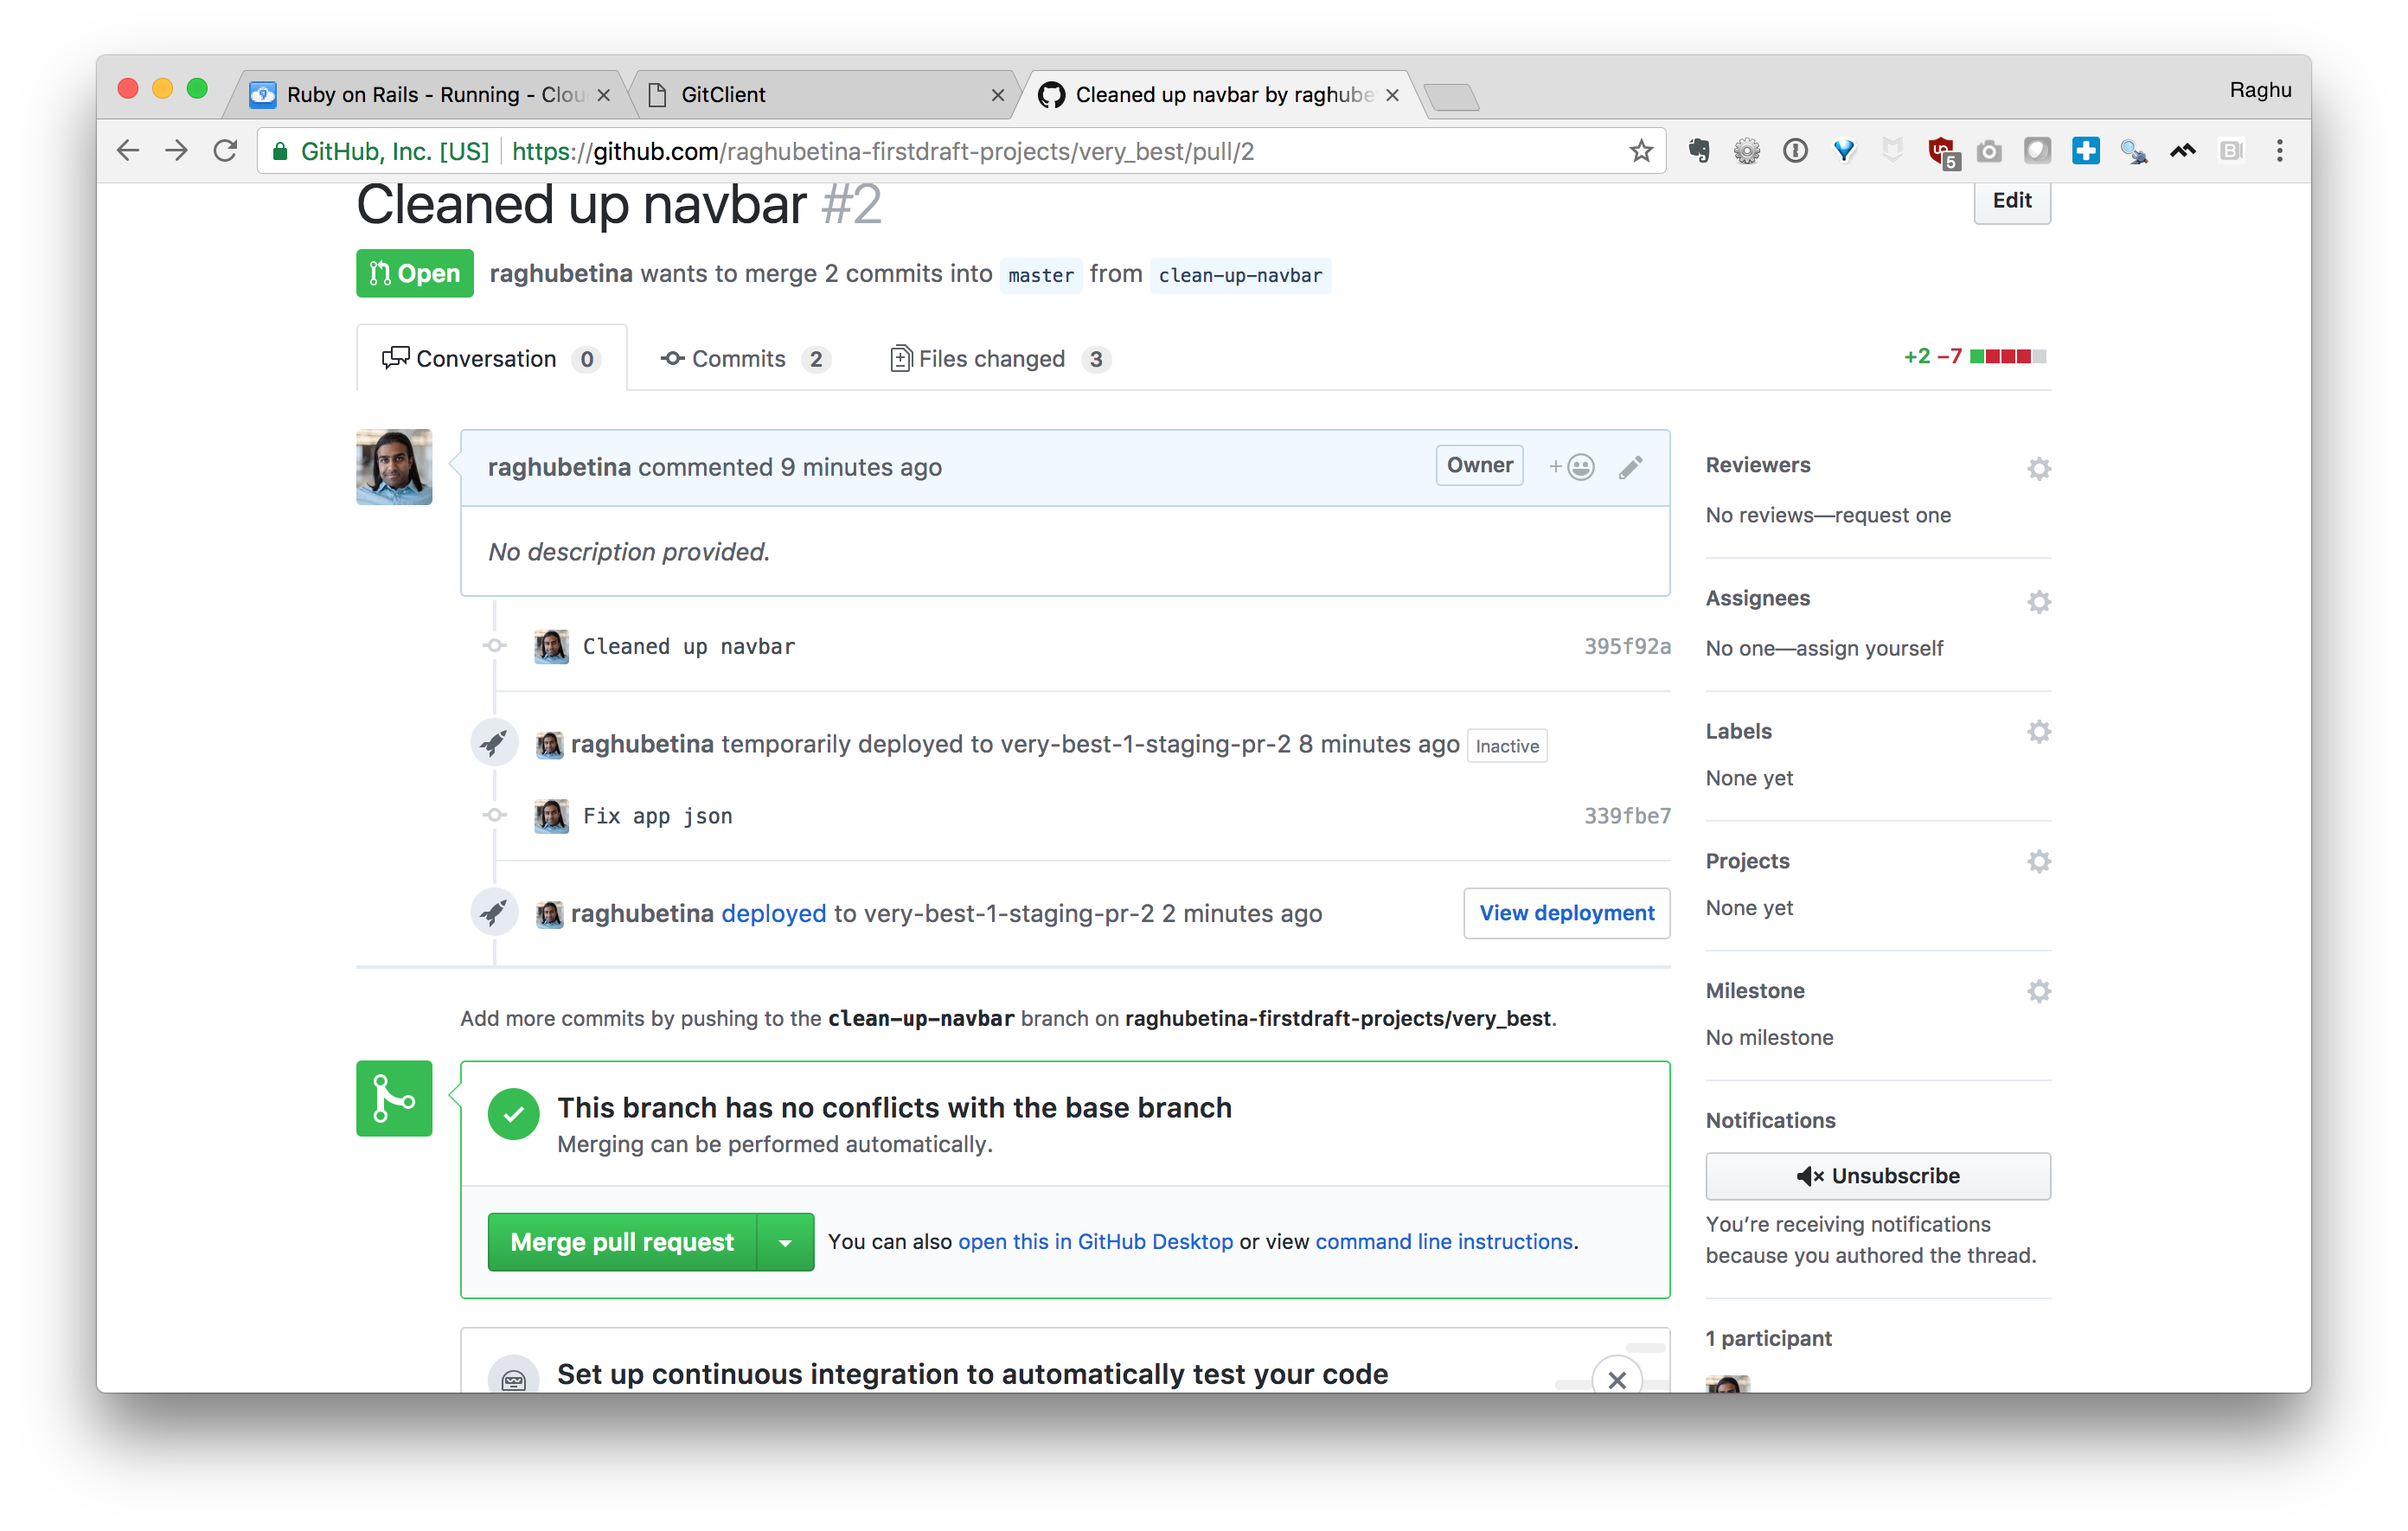 Ruby on Rails - Running - Clou
GitClient
Cleaned up navbar by raghube
Raghu
GitHub, Inc. [US] https://github.com/raghubetina-firstdraft-projects/very_best/pull/2
5
Cleaned up navbar #2
Edit
Open raghubetina wants to merge 2 commits into master from clean-up-navbar
Conversation 0 Commits 2 Files changed 3 +2 −7
raghubetina commented 9 minutes ago Owner
No description provided.
Cleaned up navbar 395f92a
raghubetina temporarily deployed to very-best-1-staging-pr-2 8 minutes ago Inactive
Fix app json 339fbe7
raghubetina deployed to very-best-1-staging-pr-2 2 minutes ago View deployment
Add more commits by pushing to the clean-up-navbar branch on raghubetina-firstdraft-projects/very_best.
This branch has no conflicts with the base branch
Merging can be performed automatically.
Merge pull request You can also open this in GitHub Desktop or view command line instructions.
Set up continuous integration to automatically test your code
Reviewers
No reviews—request one
Assignees
No one—assign yourself
Labels
None yet
Projects
None yet
Milestone
No milestone
Notifications
Unsubscribe
You’re receiving notifications
because you authored the thread.
1 participant